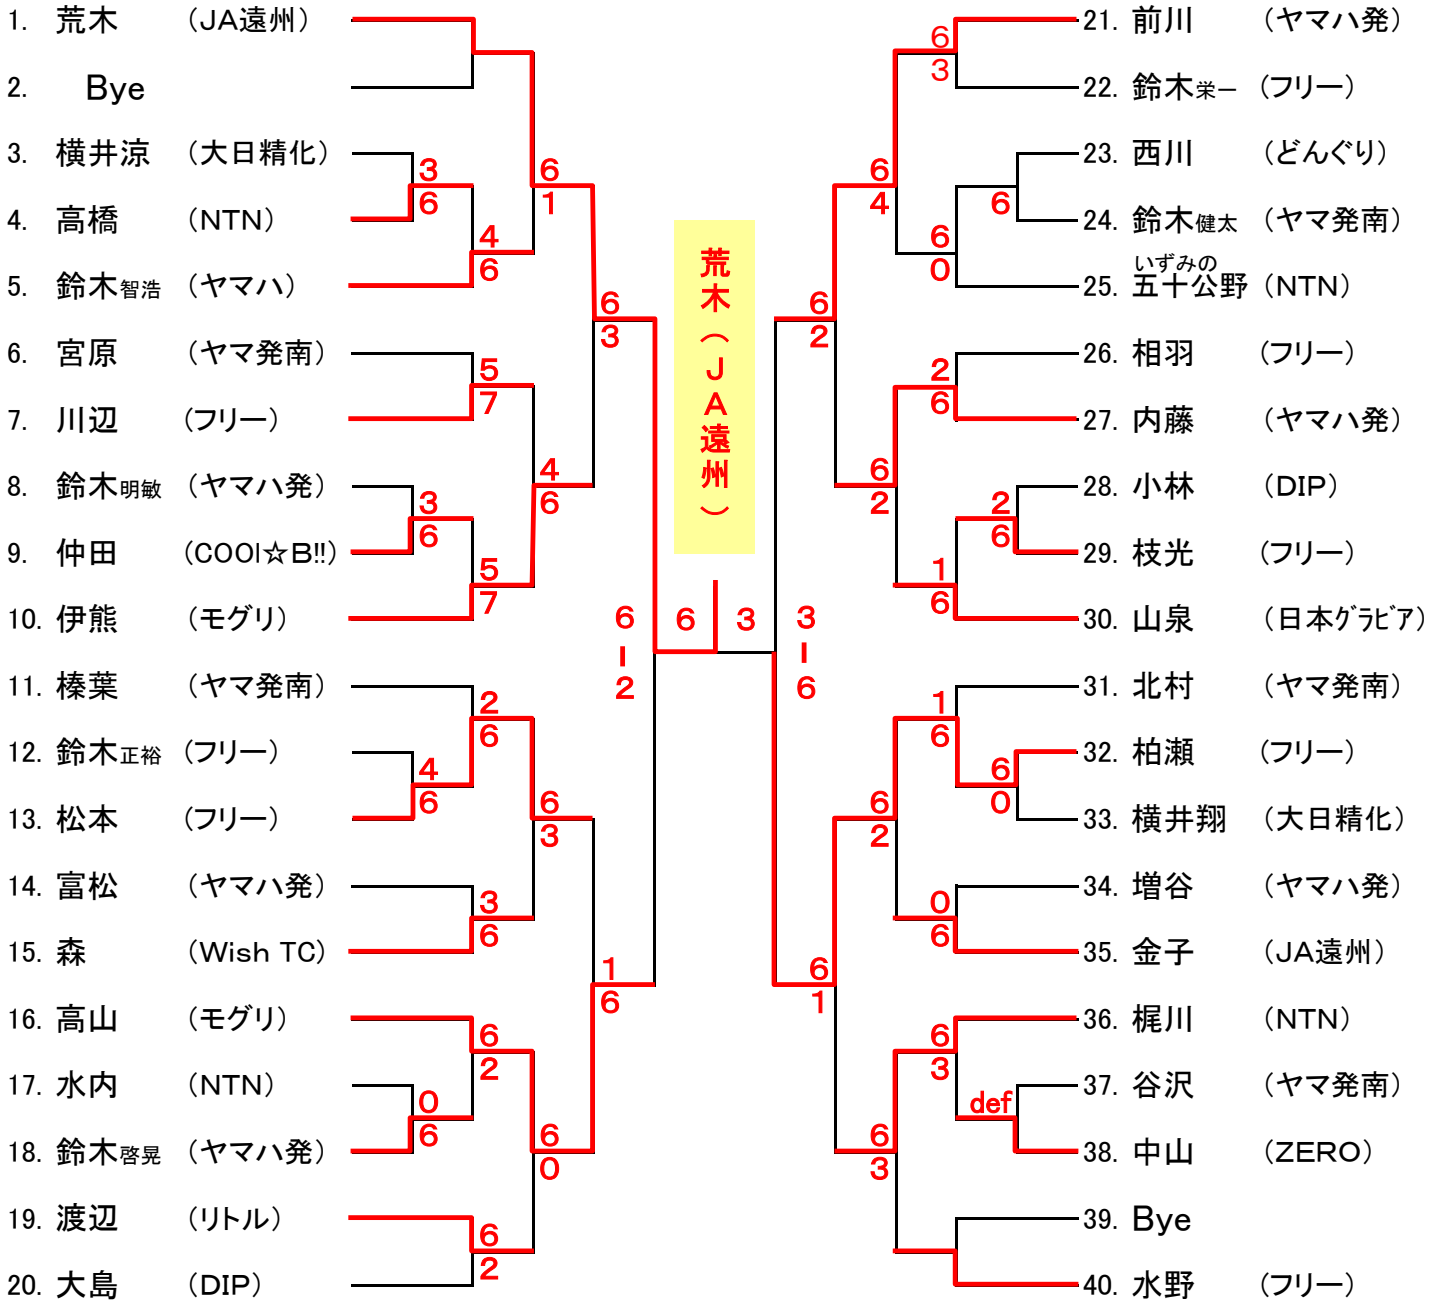 1. 荒木 （JA遠州）
2. Bye
3. 横井涼 （大日精化）
4. 高橋 （NTN）
5. 鈴木智浩 （ヤマハ）
6. 宮原 （ヤマ発南）
7. 川辺 （フリー）
8. 鈴木明敏 （ヤマハ発）
9. 仲田 （COOl☆B!!）
10. 伊熊 （モグリ）
11. 榛葉 （ヤマ発南）
12. 鈴木正裕 （フリー）
13. 松本 （フリー）
14. 富松 （ヤマハ発）
15. 森 （Wish TC）
16. 高山 （モグリ）
17. 水内 （NTN）
18. 鈴木啓晃 （ヤマハ発）
19. 渡辺 （リトル）
20. 大島 （DIP）
3
6
4
6
6
1
5
7
3
6
5
7
4
6
6
3
2
6
4
6
6
3
3
6
6
2
0
6
6
0
6
2
1
6
6-2
荒木（JA遠州）
6 3
3-6
6
3
6
4
6
6
0
6
2
2
6
6
2
2
6
1
6
1
6
6
0
6
2
0
6
6
1
6
3
def
6
3
21. 前川 （ヤマハ発）
22. 鈴木栄一 （フリー）
23. 西川 （どんぐり）
24. 鈴木健太 （ヤマ発南）
いずみの
25. 五十公野 （NTN）
26. 相羽 （フリー）
27. 内藤 （ヤマハ発）
28. 小林 （DIP）
29. 枝光 （フリー）
30. 山泉 （日本ｸﾞﾗﾋﾞｱ）
31. 北村 （ヤマ発南）
32. 柏瀬 （フリー）
33. 横井翔 （大日精化）
34. 増谷 （ヤマハ発）
35. 金子 （JA遠州）
36. 梶川 （NTN）
37. 谷沢 （ヤマ発南）
38. 中山 （ZERO）
39. Bye
40. 水野 （フリー）